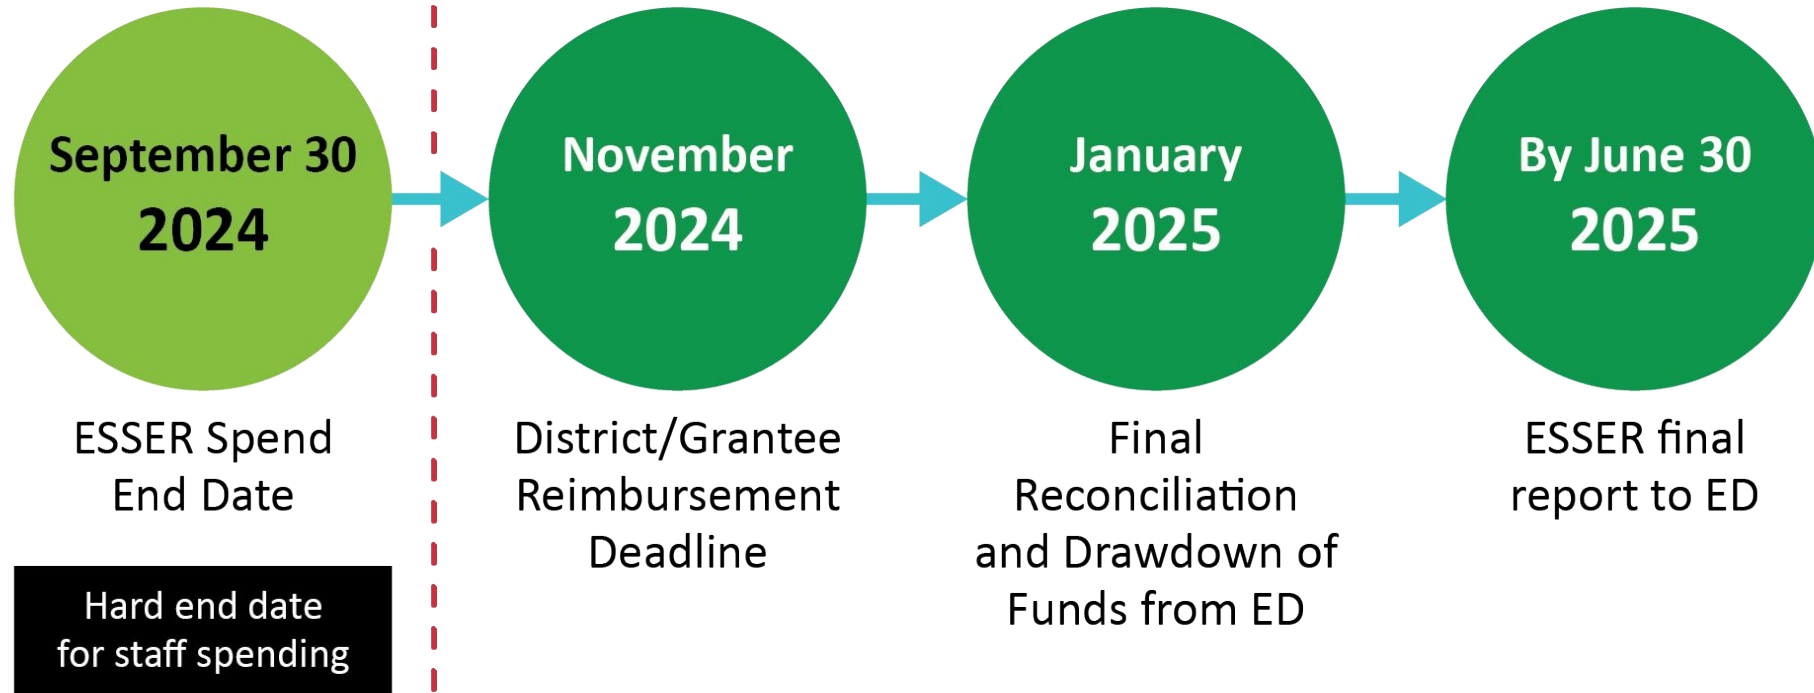 September 30
2024
ESSER Spend
End Date
Hard end date
for staff spending
November
2024
District/Grantee
Reimbursement
Deadline
January
2025
Final
Reconciliation
and Drawdown of
Funds from ED
By June 30
2025
ESSER final
report to ED